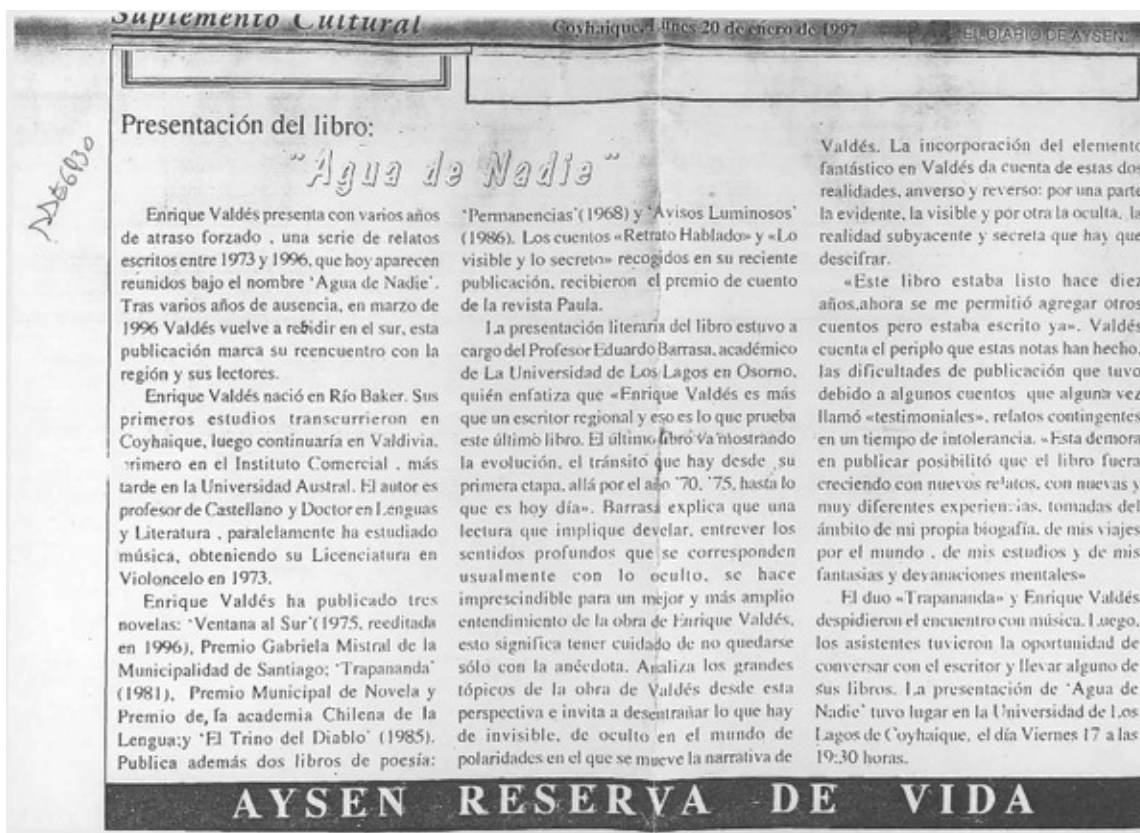 Suplemento Cultural
Coyhaique, Lunes 20 de enero de 1997
EL DIARIO DE AYSEN
Presentación del libro:
"Agua de Nadie"
Enrique Valdés presenta con varios años
de atraso forzado , una serie de relatos
escritos entre 1973 y 1996, que hoy aparecen
reunidos bajo el nombre 'Agua de Nadie'.
Tras varios años de ausencia, en marzo de
1996 Valdés vuelve a residir en el sur, esta
publicación marca su reencuentro con la
región y sus lectores.
Enrique Valdés nació en Río Baker. Sus
primeros estudios transcurrieron en
Coyhaique, luego continuaría en Valdivia,
primero en el Instituto Comercial , más
tarde en la Universidad Austral. El autor es
profesor de Castellano y Doctor en Lenguas
y Literatura , paralelamente ha estudiado
música, obteniendo su Licenciatura en
Violoncelo en 1973.
Enrique Valdés ha publicado tres
novelas: 'Ventana al Sur'(1975, reeditada
en 1996), Premio Gabriela Mistral de la
Municipalidad de Santiago; 'Trapananda'
(1981), Premio Municipal de Novela y
Premio de la academia Chilena de la
Lengua;y 'El Trino del Diablo' (1985).
Publica además dos libros de poesía:
'Permanencias'(1968) y 'Avisos Luminosos'
(1986). Los cuentos «Retrato Hablado» y «Lo
visible y lo secreto» recogidos en su reciente
publicación, recibieron el premio de cuento
de la revista Paula.
La presentación literaria del libro estuvo a
cargo del Profesor Eduardo Barrasa, académico
de La Universidad de Los Lagos en Osorno,
quién enfatiza que «Enrique Valdés es más
que un escritor regional y eso es lo que prueba
este último libro. El último libro va mostrando
la evolución, el tránsito que hay desde su
primera etapa, allá por el año '70, '75, hasta lo
que es hoy día». Barrasa explica que una
lectura que implique develar, entrever los
sentidos profundos que se corresponden
usualmente con lo oculto, se hace
imprescindible para un mejor y más amplio
entendimiento de la obra de Enrique Valdés,
esto significa tener cuidado de no quedarse
sólo con la anécdota. Analiza los grandes
tópicos de la obra de Valdés desde esta
perspectiva e invita a desentrañar lo que hay
de invisible, de oculto en el mundo de
polaridades en el que se mueve la narrativa de
Valdés. La incorporación del elemento
fantástico en Valdés da cuenta de estas dos
realidades, anverso y reverso: por una parte
la evidente, la visible y por otra la oculta, la
realidad subyacente y secreta que hay que
descifrar.
«Este libro estaba listo hace diez
años,ahora se me permitió agregar otros
cuentos pero estaba escrito ya». Valdés
cuenta el periplo que estas notas han hecho,
las dificultades de publicación que tuvo
debido a algunos cuentos que alguna vez
llamó «testimoniales», relatos contingentes
en un tiempo de intolerancia. «Esta demora
en publicar posibilitó que el libro fuera
creciendo con nuevos relatos, con nuevas y
muy diferentes experiencias, tomadas del
ámbito de mi propia biografía, de mis viajes
por el mundo , de mis estudios y de mis
fantasias y devanaciones mentales»
El duo «Trapananda» y Enrique Valdés
despidieron el encuentro con música. Luego,
los asistentes tuvieron la oportunidad de
conversar con el escritor y llevar alguno de
sus libros. La presentación de 'Agua de
Nadie' tuvo lugar en la Universidad de Los
Lagos de Coyhaique, el día Viernes 17 a las
19:30 horas.
AYSEN RESERVA DE VIDA